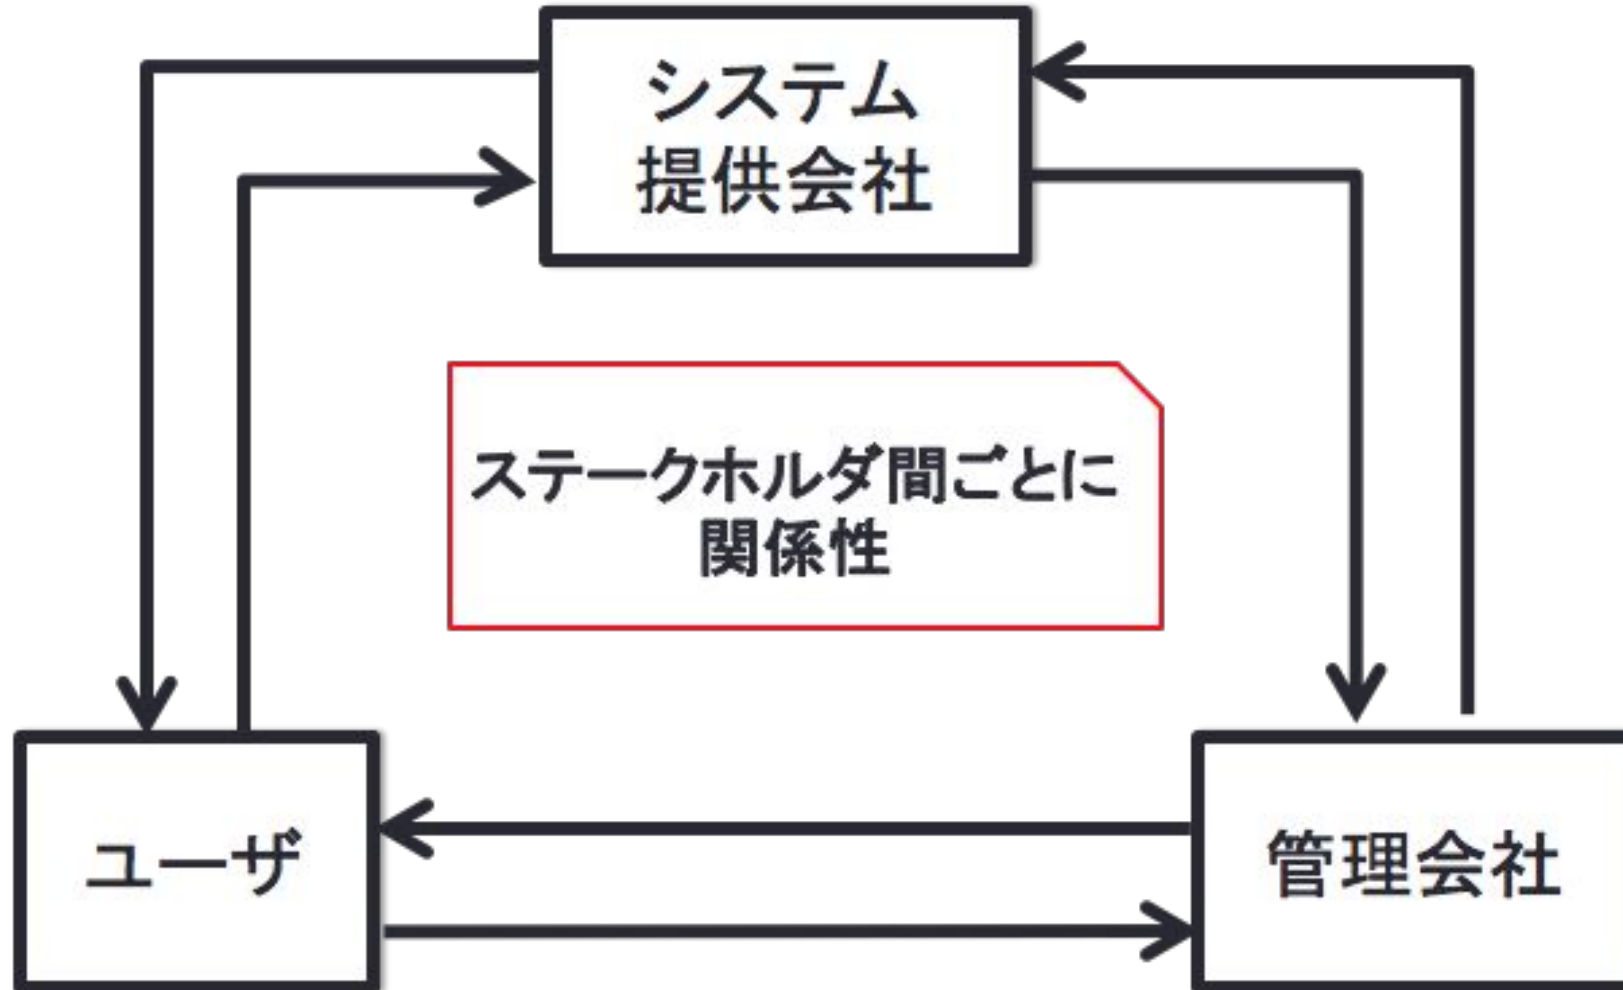 システム
提供会社
ステークホルダ間ごとに
関係性
ユーザ
管理会社